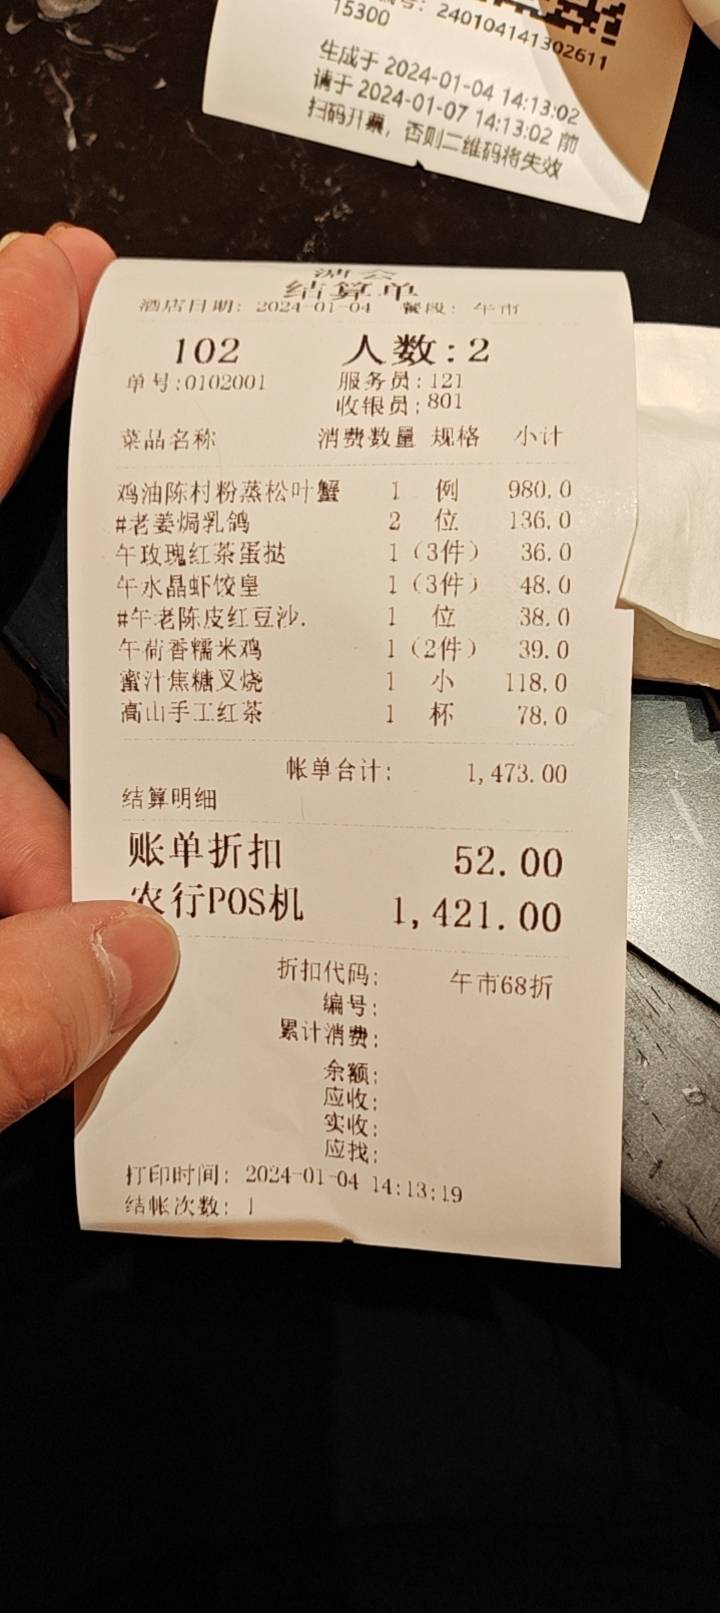 编号: 240104141302611
15300
生成于 2024-01-04 14:13:02
请于 2024-01-07 14:13:02 前
扫码开票, 否则二维码将失效
结算单
酒店日期: 2024-01-04 餐段: 午市
102 人数:2
单号:0102001 服务员:121
收银员:801
菜品名称 消费数量 规格 小计
鸡油陈村粉蒸松叶蟹 1 例 980.0
#老姜焗乳鸽 2 位 136.0
午玫瑰红茶蛋挞 1 (3件) 36.0
午水晶虾饺皇 1 (3件) 48.0
#午老陈皮红豆沙. 1 位 38.0
午荷香糯米鸡 1 (2件) 39.0
蜜汁焦糖叉烧 1 小 118.0
高山手工红茶 1 杯 78.0
帐单合计: 1,473.00
结算明细
账单折扣 52.00
农行POS机 1,421.00
折扣代码: 午市68折
编号:
累计消费:
余额:
应收:
实收:
应找:
打印时间: 2024-01-04 14:13:19
结帐次数: 1